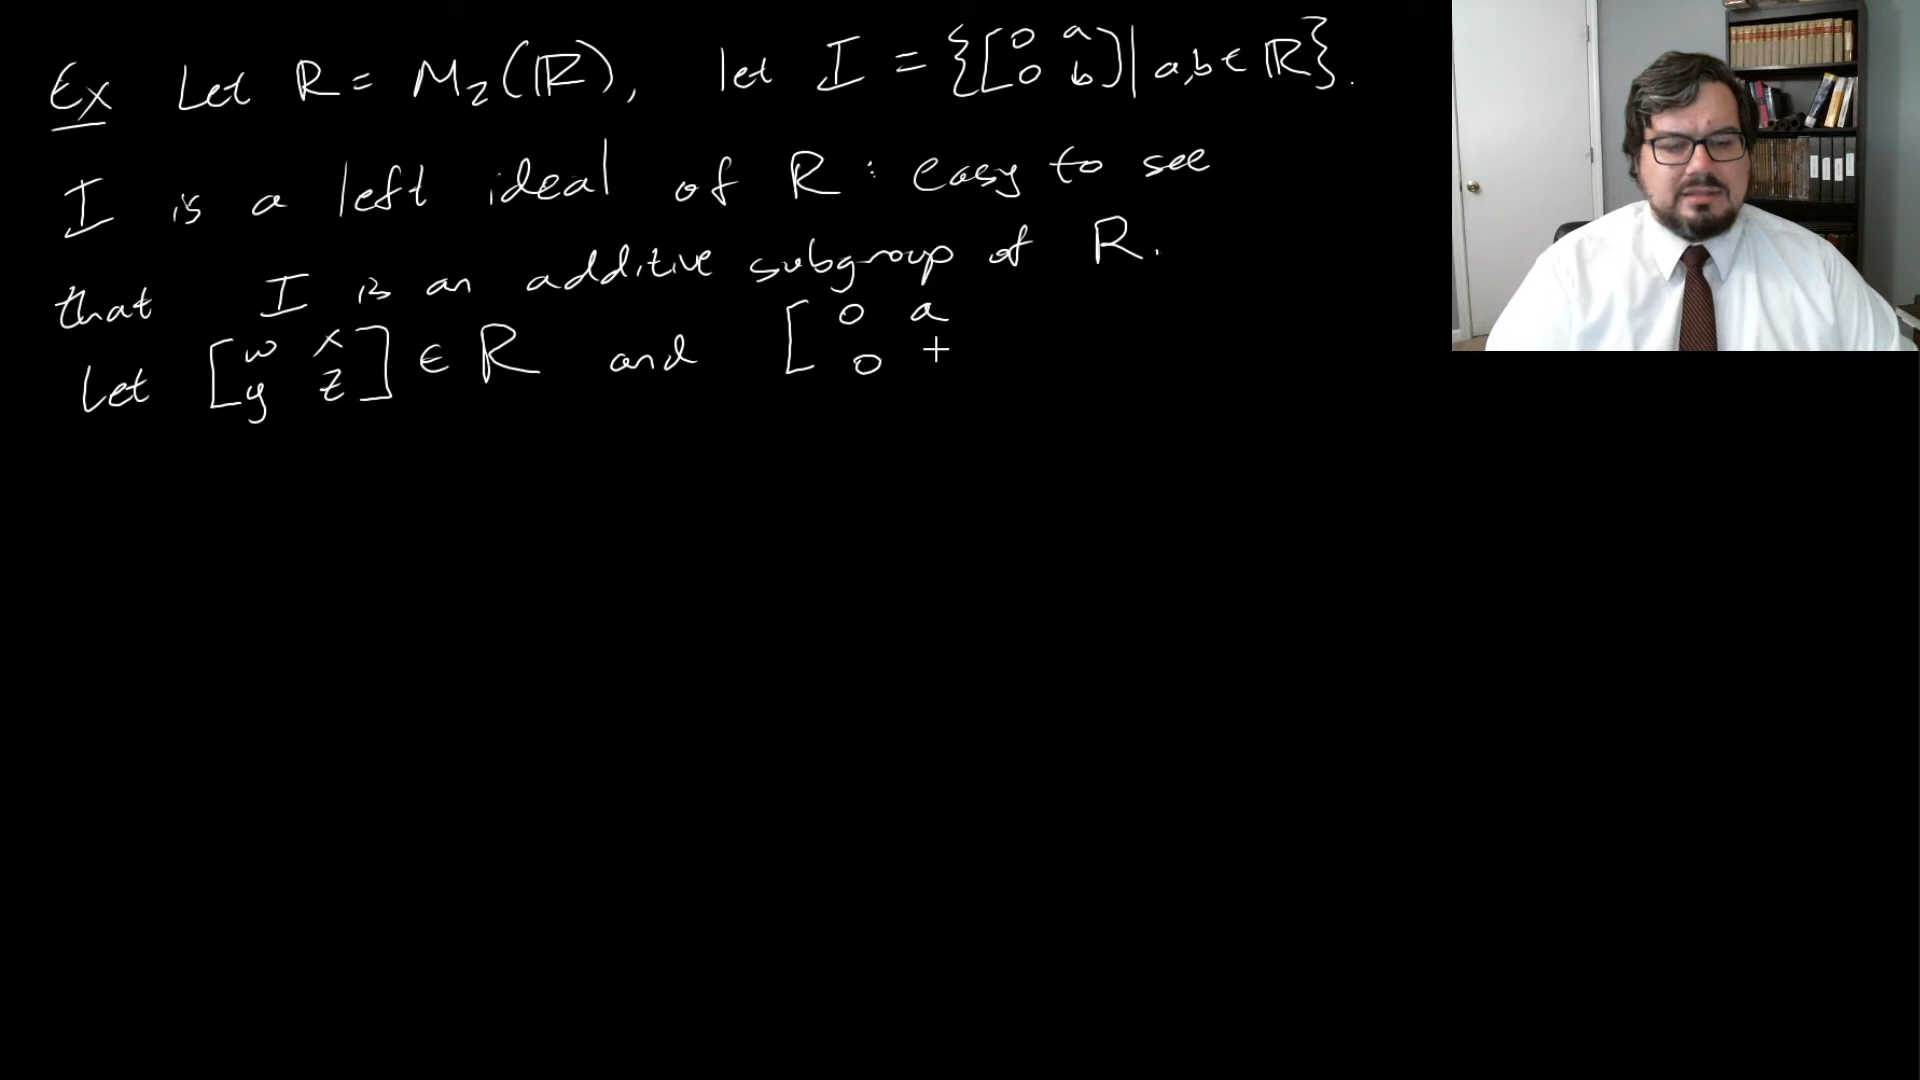 Ex Let R = M₂(ℝ), let I = {[0 a 0 b] | a,b ∈ ℝ}.
I is a left ideal of R: easy to see
that I is an additive subgroup of R.
Let [w x y z] ∈ R and [0 a 0